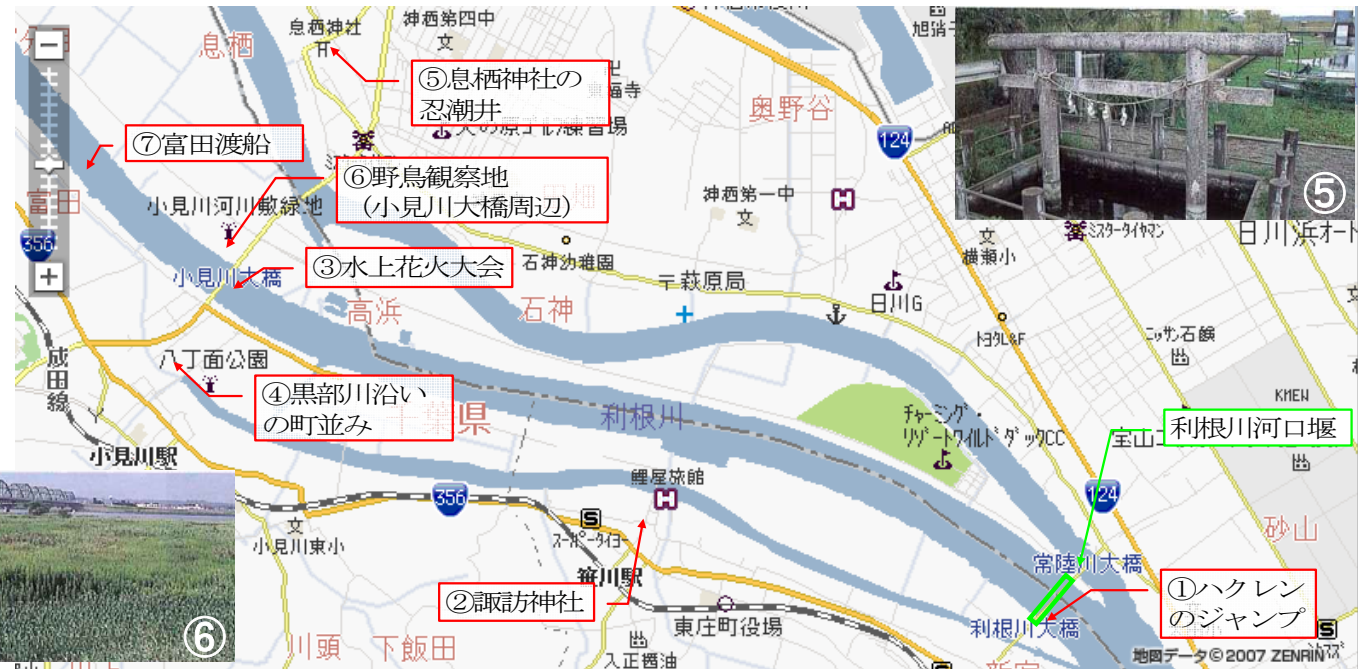 神栖第四中
旭硝子
息栖神社
息栖
文
⑤息栖神社の
忍潮井
奥野谷
124
⑦富田渡船
⑥野鳥観察地
（小見川大橋周辺）
神栖第一中
文
⑤
富田
小見川河川敷緑地
356
文
横瀬小
ミスタータイヤマン
日川浜オート
③水上花火大会
小見川大橋
石神幼稚園
〒萩原局
日川G
高浜
石神
トヨタL&F
ニッサン石鹸
成田線
八丁面公園
④黒部川沿い
の町並み
千葉県
利根川
チャーミング・
リゾートワイルドダックCC
KMEW
利根川河口堰
小見川駅
鯉屋旅館
356
124
砂山
文
小見川東小
スーパータイヨー
常陸川大橋
笹川駅
②諏訪神社
①ハクレン
のジャンプ
⑥
東庄町役場
利根川大橋
川頭
下飯田
入正醤油
新宿
地図データ©2007 ZENRIN